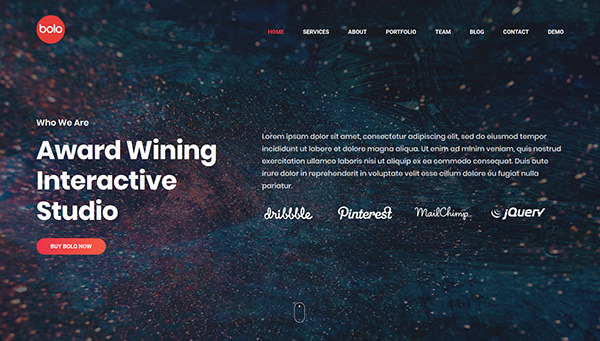 bolo
HOME SERVICES ABOUT PORTFOLIO TEAM BLOG CONTACT DEMO
Who We Are
Award Wining
Interactive
Studio
BUY BOLO NOW
Lorem ipsum dolor sit amet, consectetur adipiscing elit, sed do eiusmod tempor
incididunt ut labore et dolore magna aliqua. Ut enim ad minim veniam, quis nostrud
exercitation ullamco laboris nisi ut aliquip ex ea commodo consequat. Duis aute
irure dolor in reprehenderit in voluptate velit esse cillum dolore eu fugiat nulla
pariatur.
dribbble Pinterest MailChimp jQuery